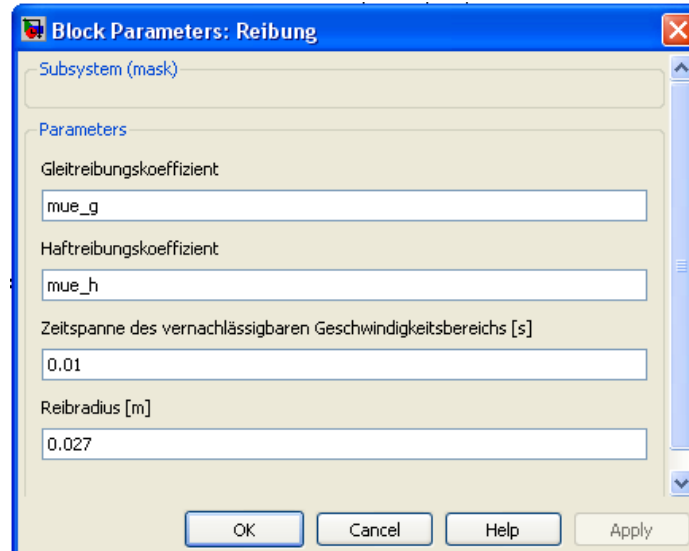 Block Parameters: Reibung
Subsystem (mask)
Parameters
Gleitreibungskoeffizient
mue_g
Haftreibungskoeffizient
mue_h
Zeitspanne des vernachlässigbaren Geschwindigkeitsbereichs [s]
0.01
Reibradius [m]
0.027
OK Cancel Help Apply